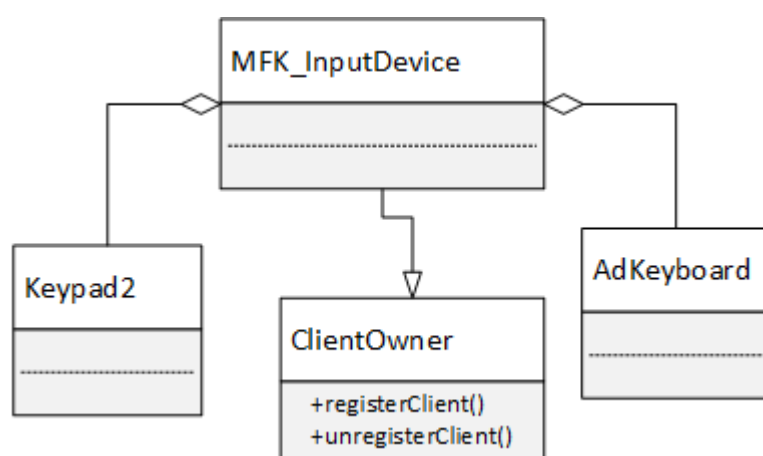 MFK_InputDevice
Keypad2
AdKeyboard
ClientOwner
+registerClient()
+unregisterClient()